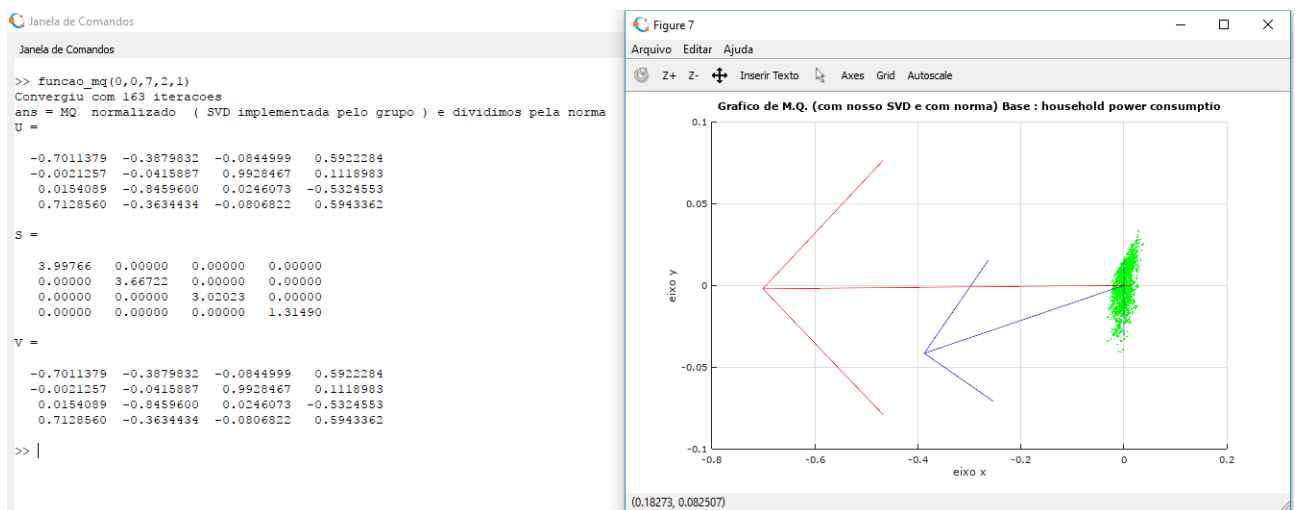 Janela de Comandos
Janela de Comandos
>> funcao_mq(0,0,7,2,1)
Convergiu com 163 iteracoes
ans = MQ  normalizado  ( SVD implementada pelo grupo ) e dividimos pela norma
U =
-0.7011379 -0.3879832 -0.0844999 0.5922284
-0.0021257 -0.0415887 0.9928467 0.1118983
0.0154089 -0.8459600 0.0246073 -0.5324553
0.7128560 -0.3634434 -0.0806822 0.5943362
S =
3.99766 0.00000 0.00000 0.00000
0.00000 3.66722 0.00000 0.00000
0.00000 0.00000 3.02023 0.00000
0.00000 0.00000 0.00000 1.31490
V =
-0.7011379 -0.3879832 -0.0844999 0.5922284
-0.0021257 -0.0415887 0.9928467 0.1118983
0.0154089 -0.8459600 0.0246073 -0.5324553
0.7128560 -0.3634434 -0.0806822 0.5943362
>>
Figure 7
Arquivo Editar Ajuda
Z+ Z- Inserir Texto Axes Grid Autoscale
Grafico de M.Q. (com nosso SVD e com norma) Base : household power consumptio
0.1
0.05
0
-0.05
-0.1
eixo y
-0.8 -0.6 -0.4 -0.2 0 0.2
eixo x
(0.18273, 0.082507)